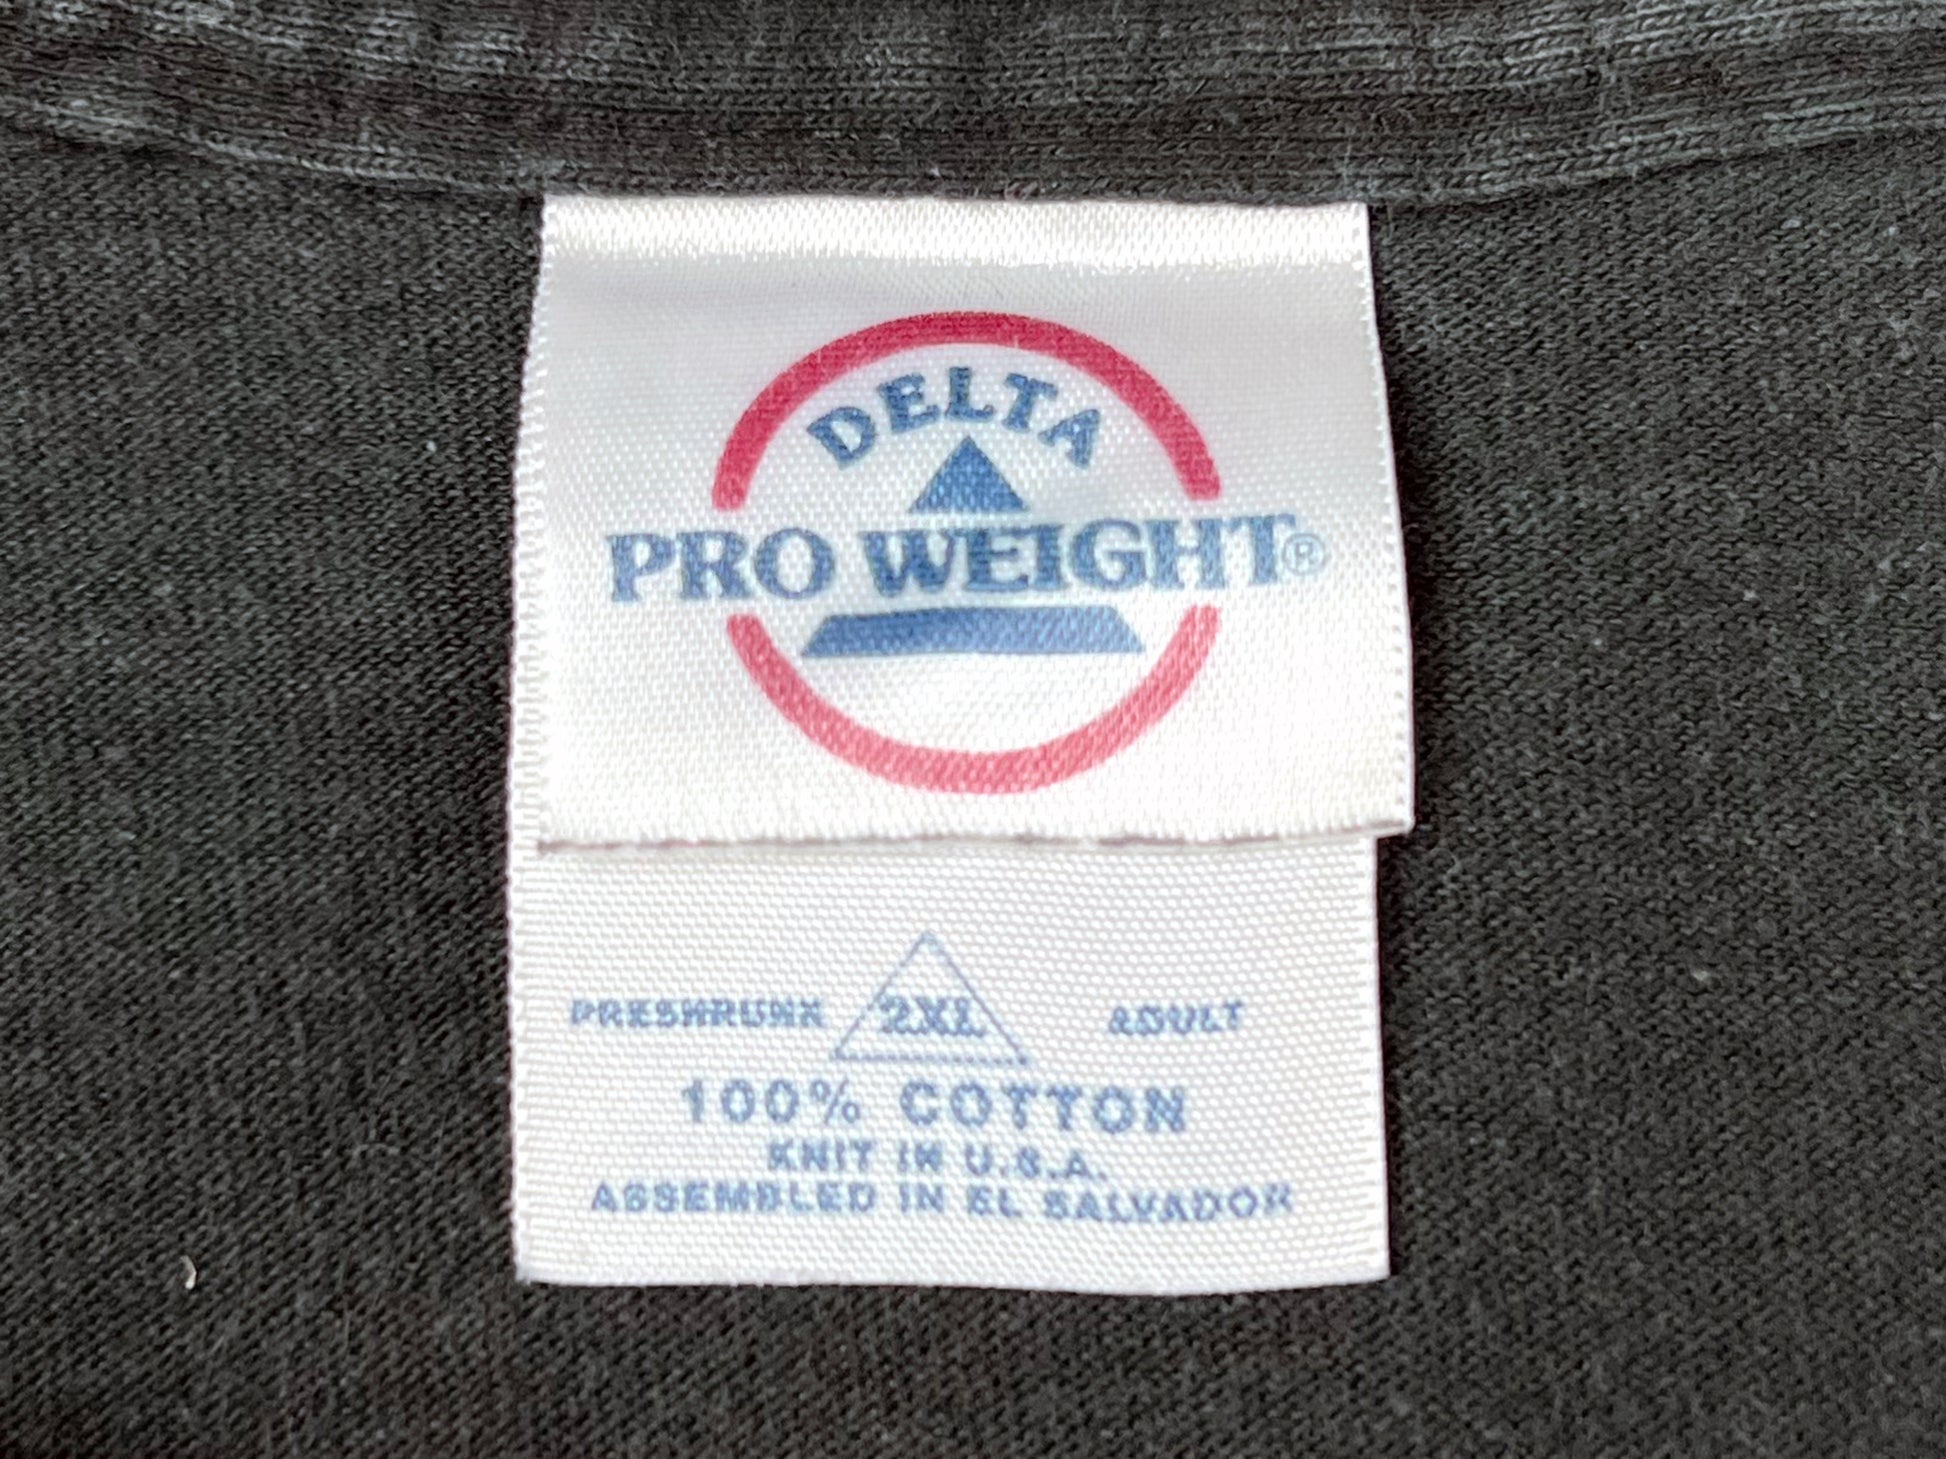 DELTA
PRO WEIGHT®
PRESHRUNK 2XL ADULT
100% COTTON
KNIT IN U.S.A.
ASSEMBLED IN EL SALVADOR